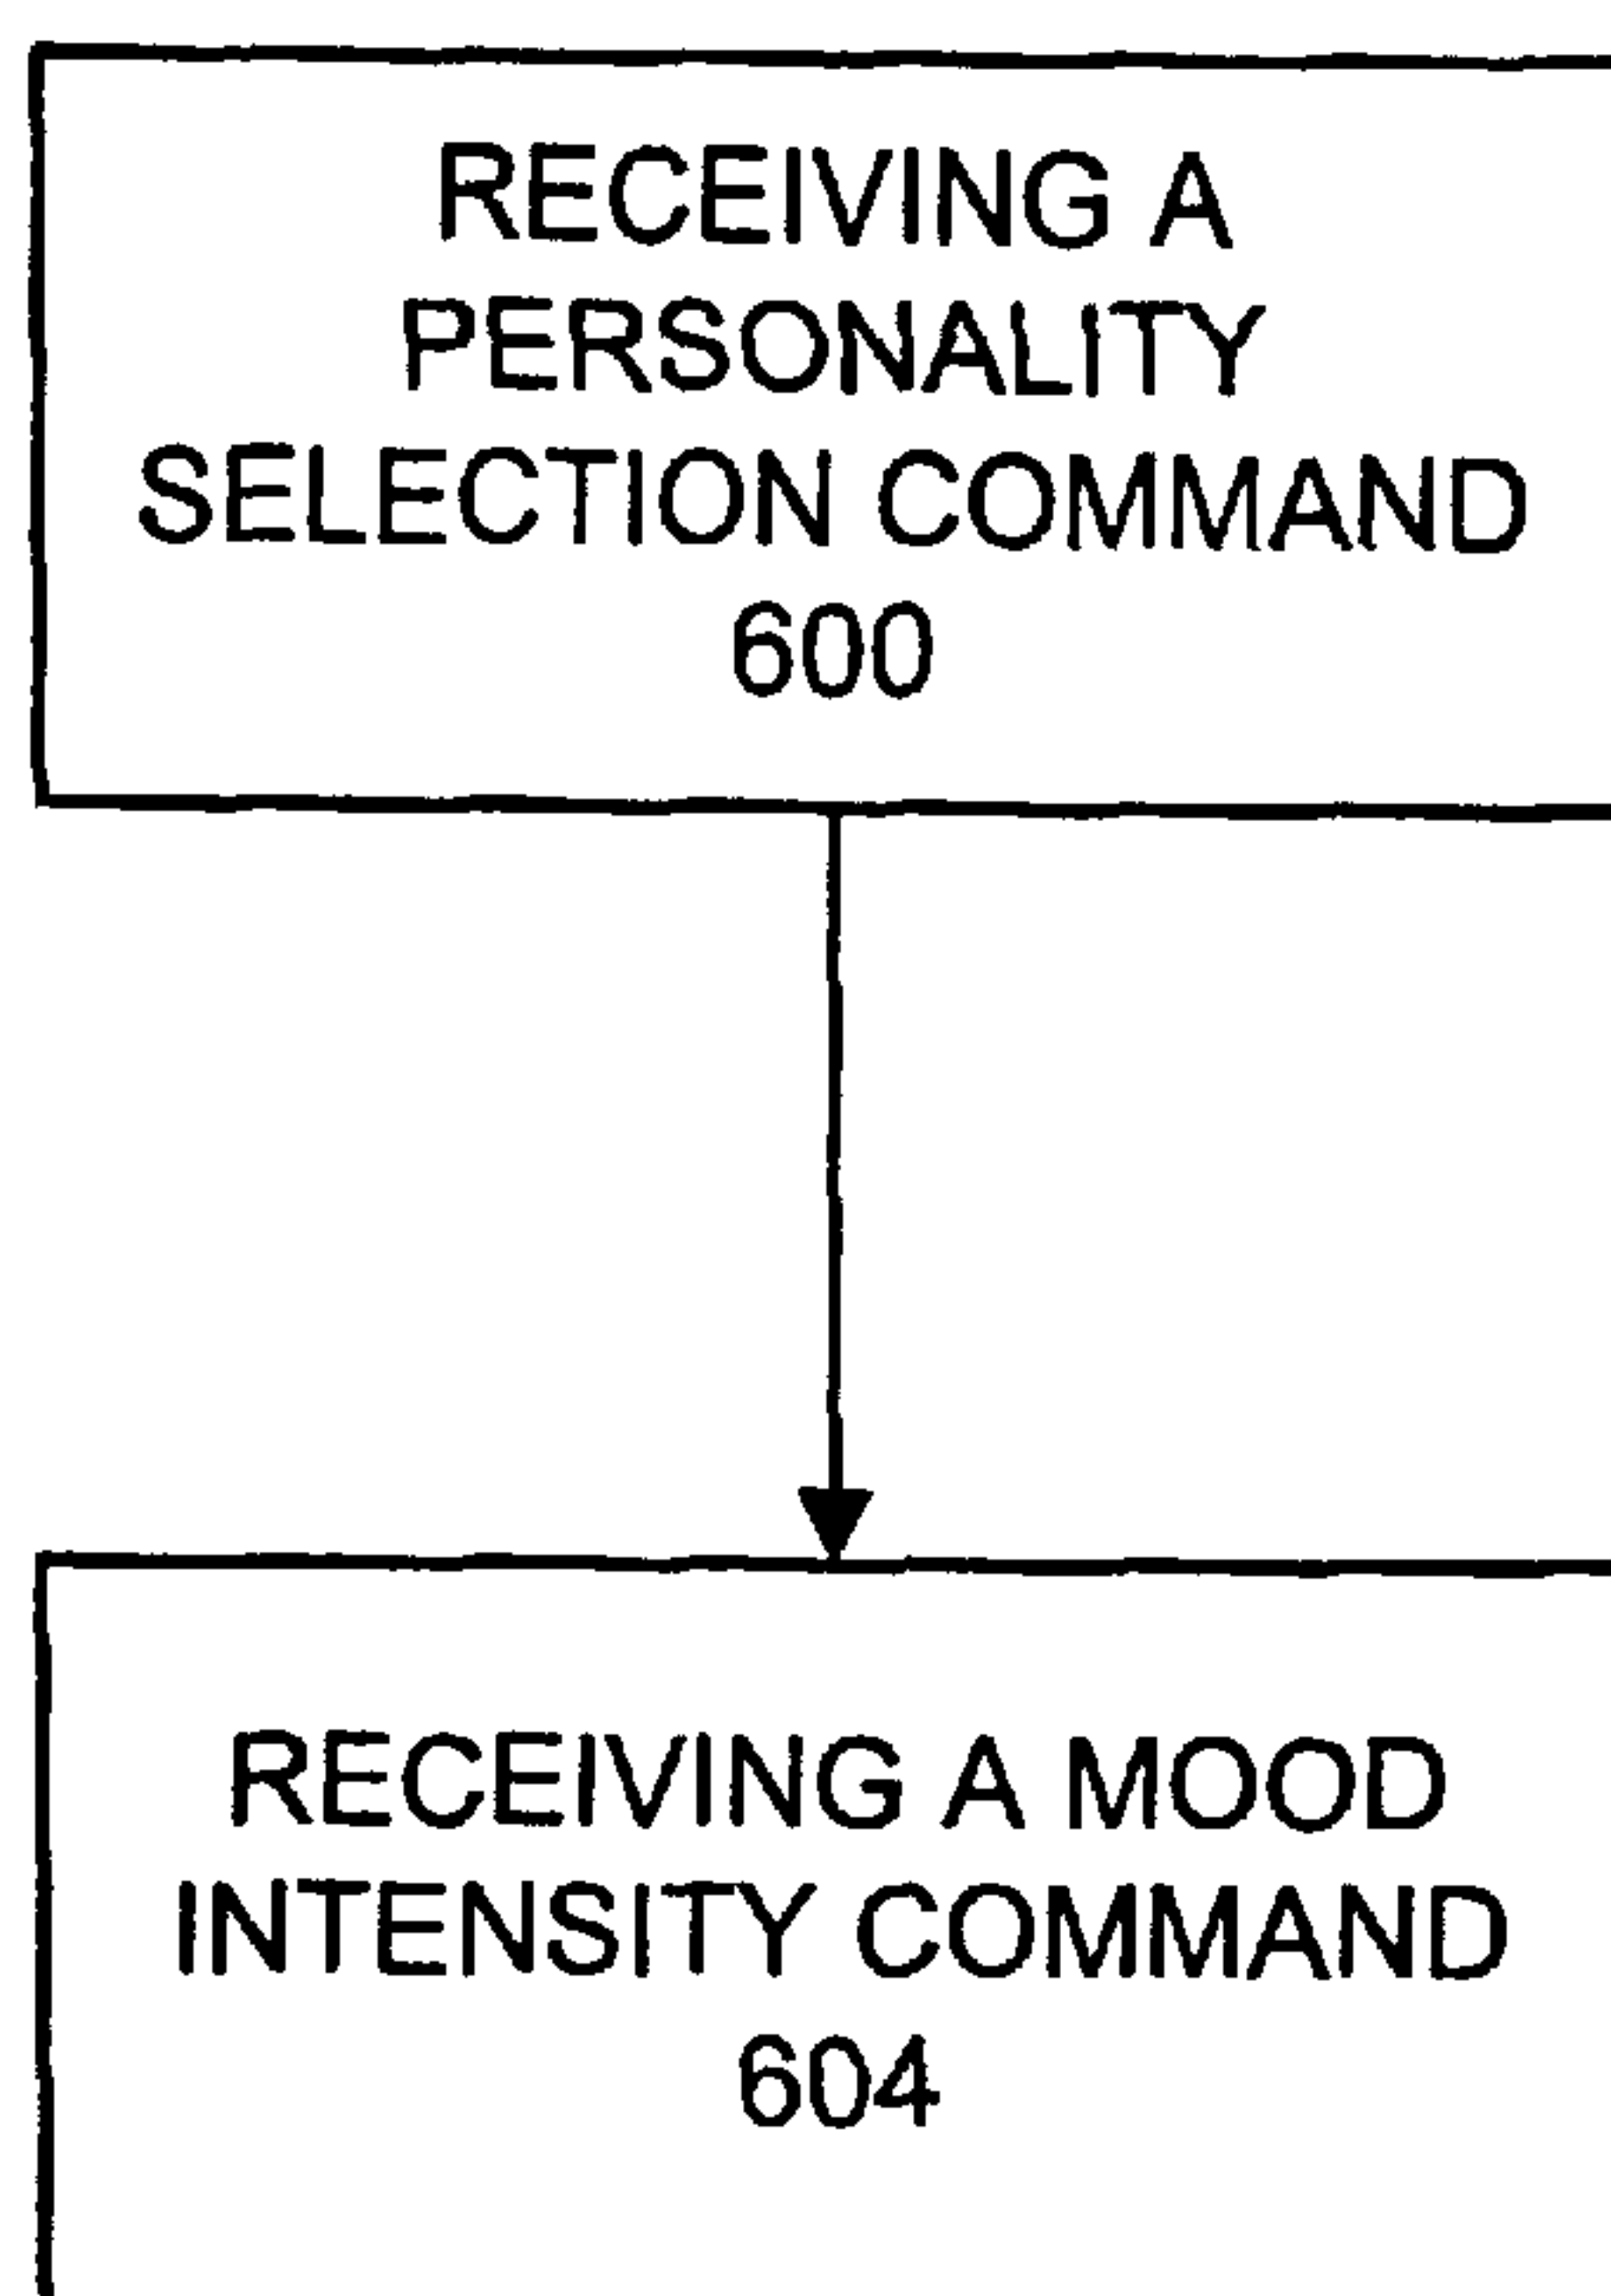 RECEIVING A
PERSONALITY
SELECTION COMMAND
600
RECEIVING A MOOD
INTENSITY COMMAND
604